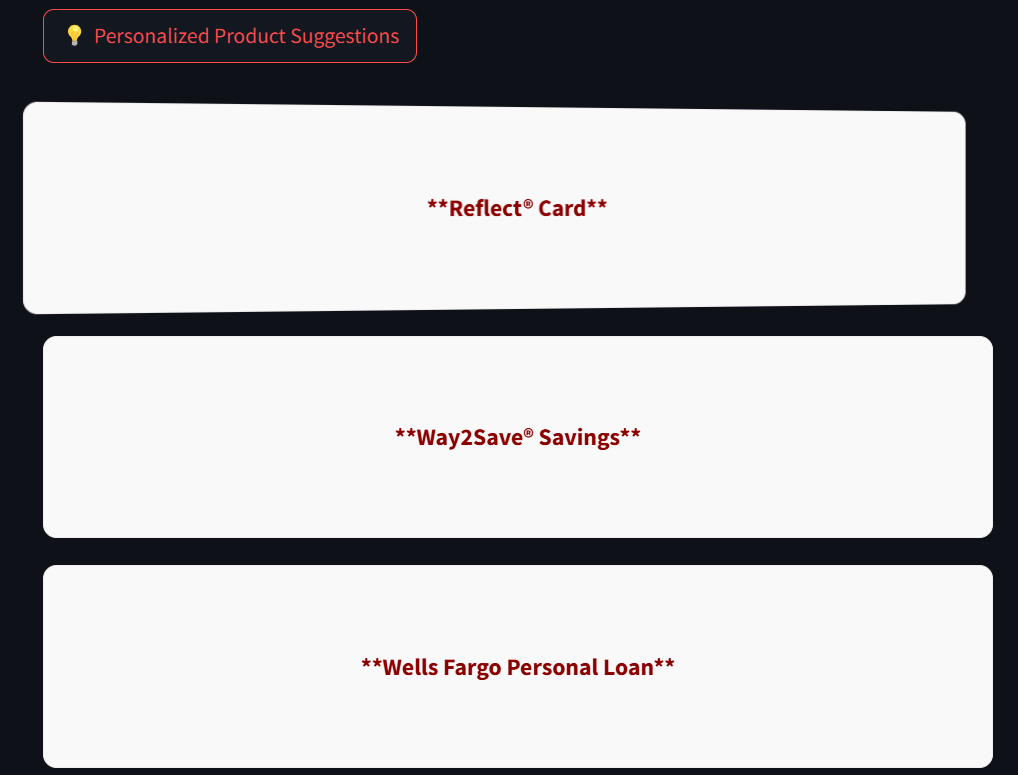 💡 Personalized Product Suggestions
**Reflect® Card**
**Way2Save® Savings**
**Wells Fargo Personal Loan**